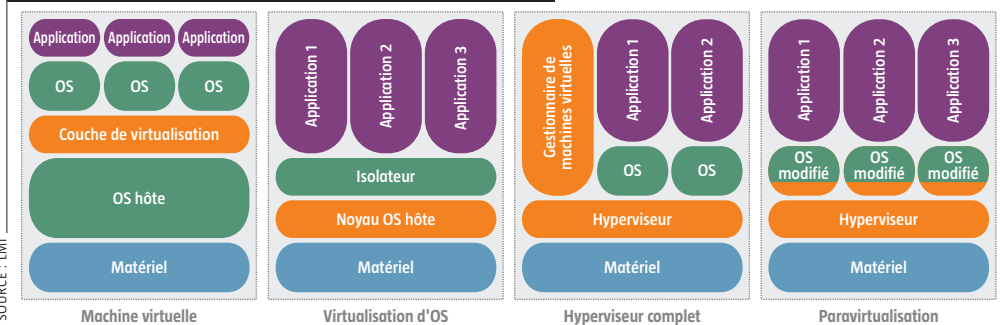 Application Application Application
OS OS OS
Couche de virtualisation
OS hôte
Matériel
Machine virtuelle
Application 1
Application 2
Application 3
Isolateur
Noyau OS hôte
Matériel
Virtualisation d'OS
Gestionnaire de
machines virtuelles
Application 1
Application 2
OS OS
Hyperviseur
Matériel
Hyperviseur complet
Application 1
Application 2
Application 3
OS
modifié
OS
modifié
OS
modifié
Hyperviseur
Matériel
Paravirtualisation
SOURCE : LMI